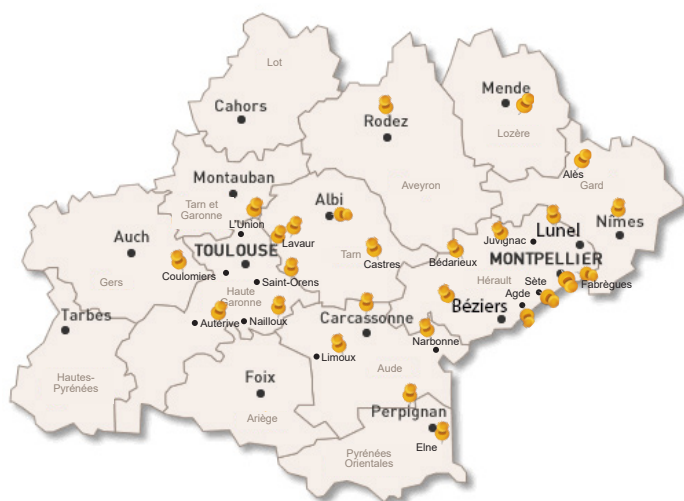 Lot
Mende
Cahors
Rodez
Lozère
Alès
Montauban
Gard
Tarn et
Garonne
Albi
Aveyron
L'Union
Lunel
Nîmes
Auch
TOULOUSE
Lavaur
Tarn
Juvignac
MONTPELLIER
Castres
Bédarieux
Coulomiers
Saint-Orens
Hérault
Sète
Fabrègues
Gers
Haute
Garonne
Agde
Béziers
Tarbes
Auterive
Nailloux
Carcassonne
Narbonne
Limoux
Aude
Hautes-
Pyrénées
Foix
Ariège
Perpignan
Elne
Pyrénées
Orientales